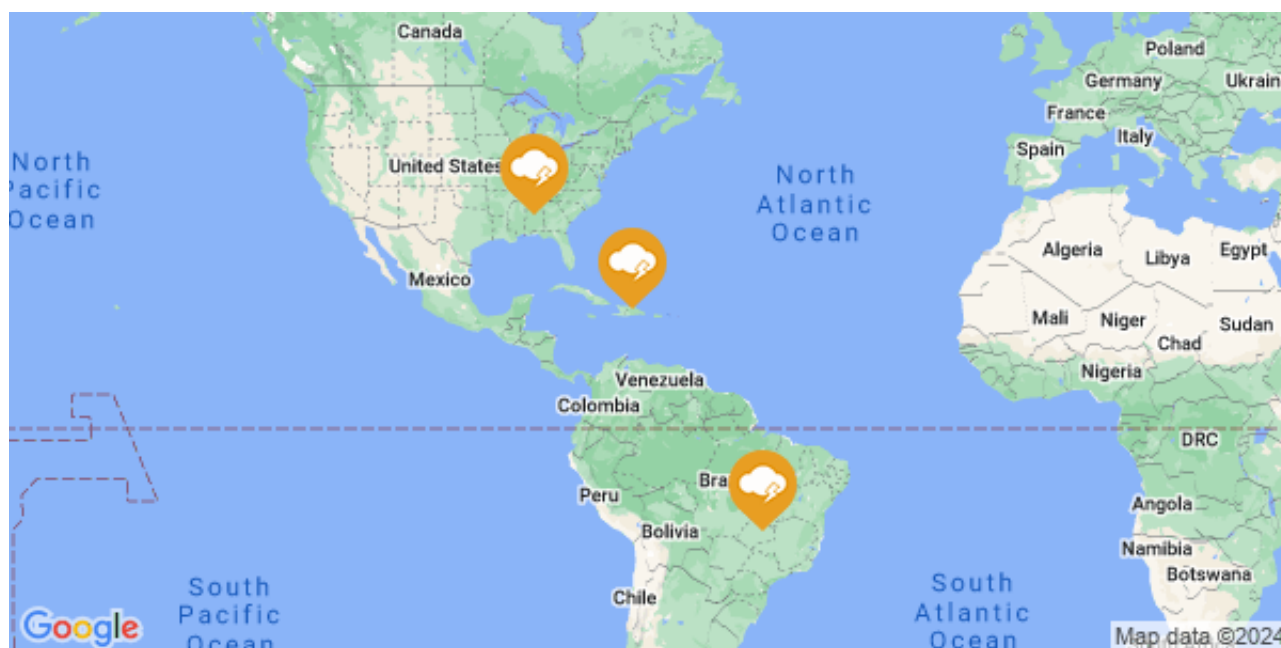 Canada
Poland
Germany
Ukrain
France
Italy
Spain
North
Pacific
Ocean
United States
North
Atlantic
Ocean
Algeria
Libya
Egypt
Mexico
Mali
Niger
Chad
Sudan
Nigeria
Venezuela
Colombia
DRC
Peru
Bra
Bolivia
Angola
Namibia
Botswana
Chile
South
Pacific
Ocean
South
Atlantic
Ocean
Google
Map data ©2024